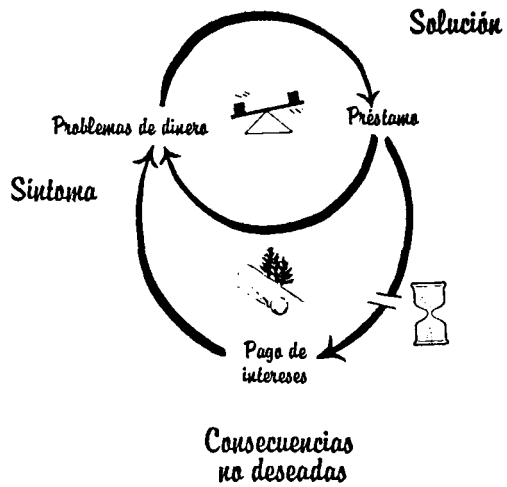 Solución
Problemas de dinero
Préstamo
Síntoma
Pago de
intereses
Consecuencias
no deseadas